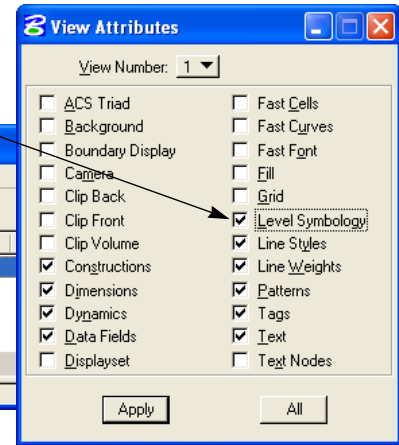 View Attributes
View Number: 1
ACS Triad
Background
Boundary Display
Camera
Clip Back
Clip Front
Clip Volume
Constructions
Dimensions
Dynamics
Data Fields
Displayset
Fast Cells
Fast Curves
Fast Font
Fill
Grid
Level Symbology
Line Styles
Line Weights
Patterns
Tags
Text
Text Nodes
Apply
All